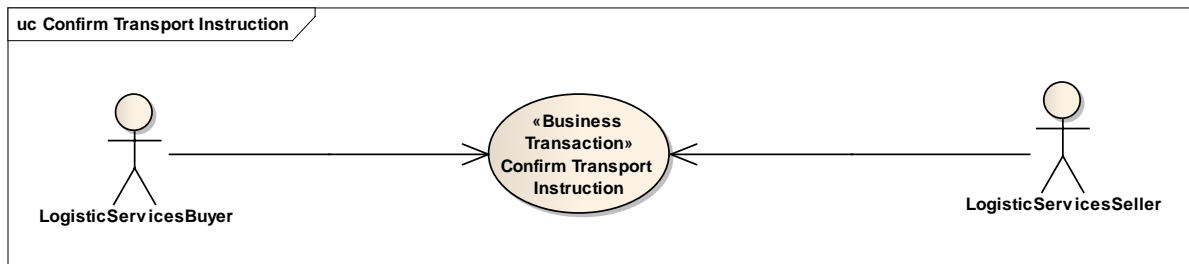 uc Confirm Transport Instruction
«Business
Transaction»
Confirm Transport
Instruction
LogisticServicesBuyer
LogisticServicesSeller